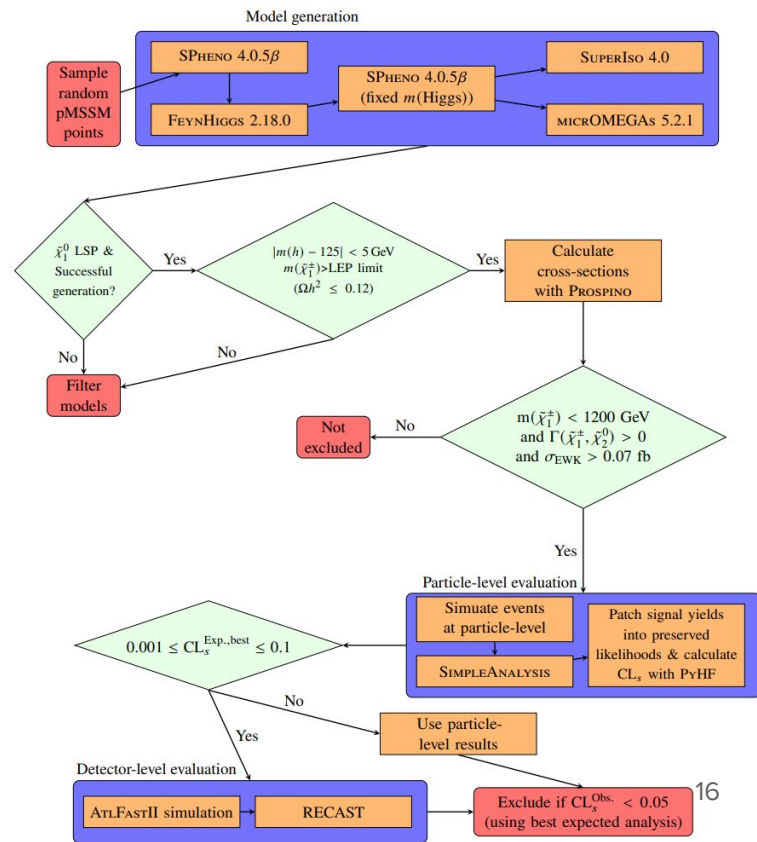 Model generation
Sample
random
pMSSM
points
SPHENO 4.0.5β
FEYNHIGGS 2.18.0
SPHENO 4.0.5β
(fixed m(Higgs))
SUPERISO 4.0
MICROMEGAS 5.2.1
χ̃₁⁰ LSP &
Successful
generation?
Yes
|m(h) − 125| < 5 GeV
m(χ̃₁±)>LEP limit
(Ωh² ≤ 0.12)
Yes
Calculate
cross-sections
with PROSPINO
No
No
Filter
models
Not
excluded
No
m(χ̃₁±) < 1200 GeV
and Γ(χ̃₁±, χ̃₂⁰) > 0
and σEWK > 0.07 fb
Yes
Particle-level evaluation
Simuate events
at particle-level
SIMPLEANALYSIS
Patch signal yields
into preserved
likelihoods & calculate
CLs with PYHF
0.001 ≤ CLs^Exp.,best ≤ 0.1
No
Use particle-
level results
Yes
Detector-level evaluation
ATLFASTII simulation
RECAST
Exclude if CLs^Obs. < 0.05
(using best expected analysis)
16